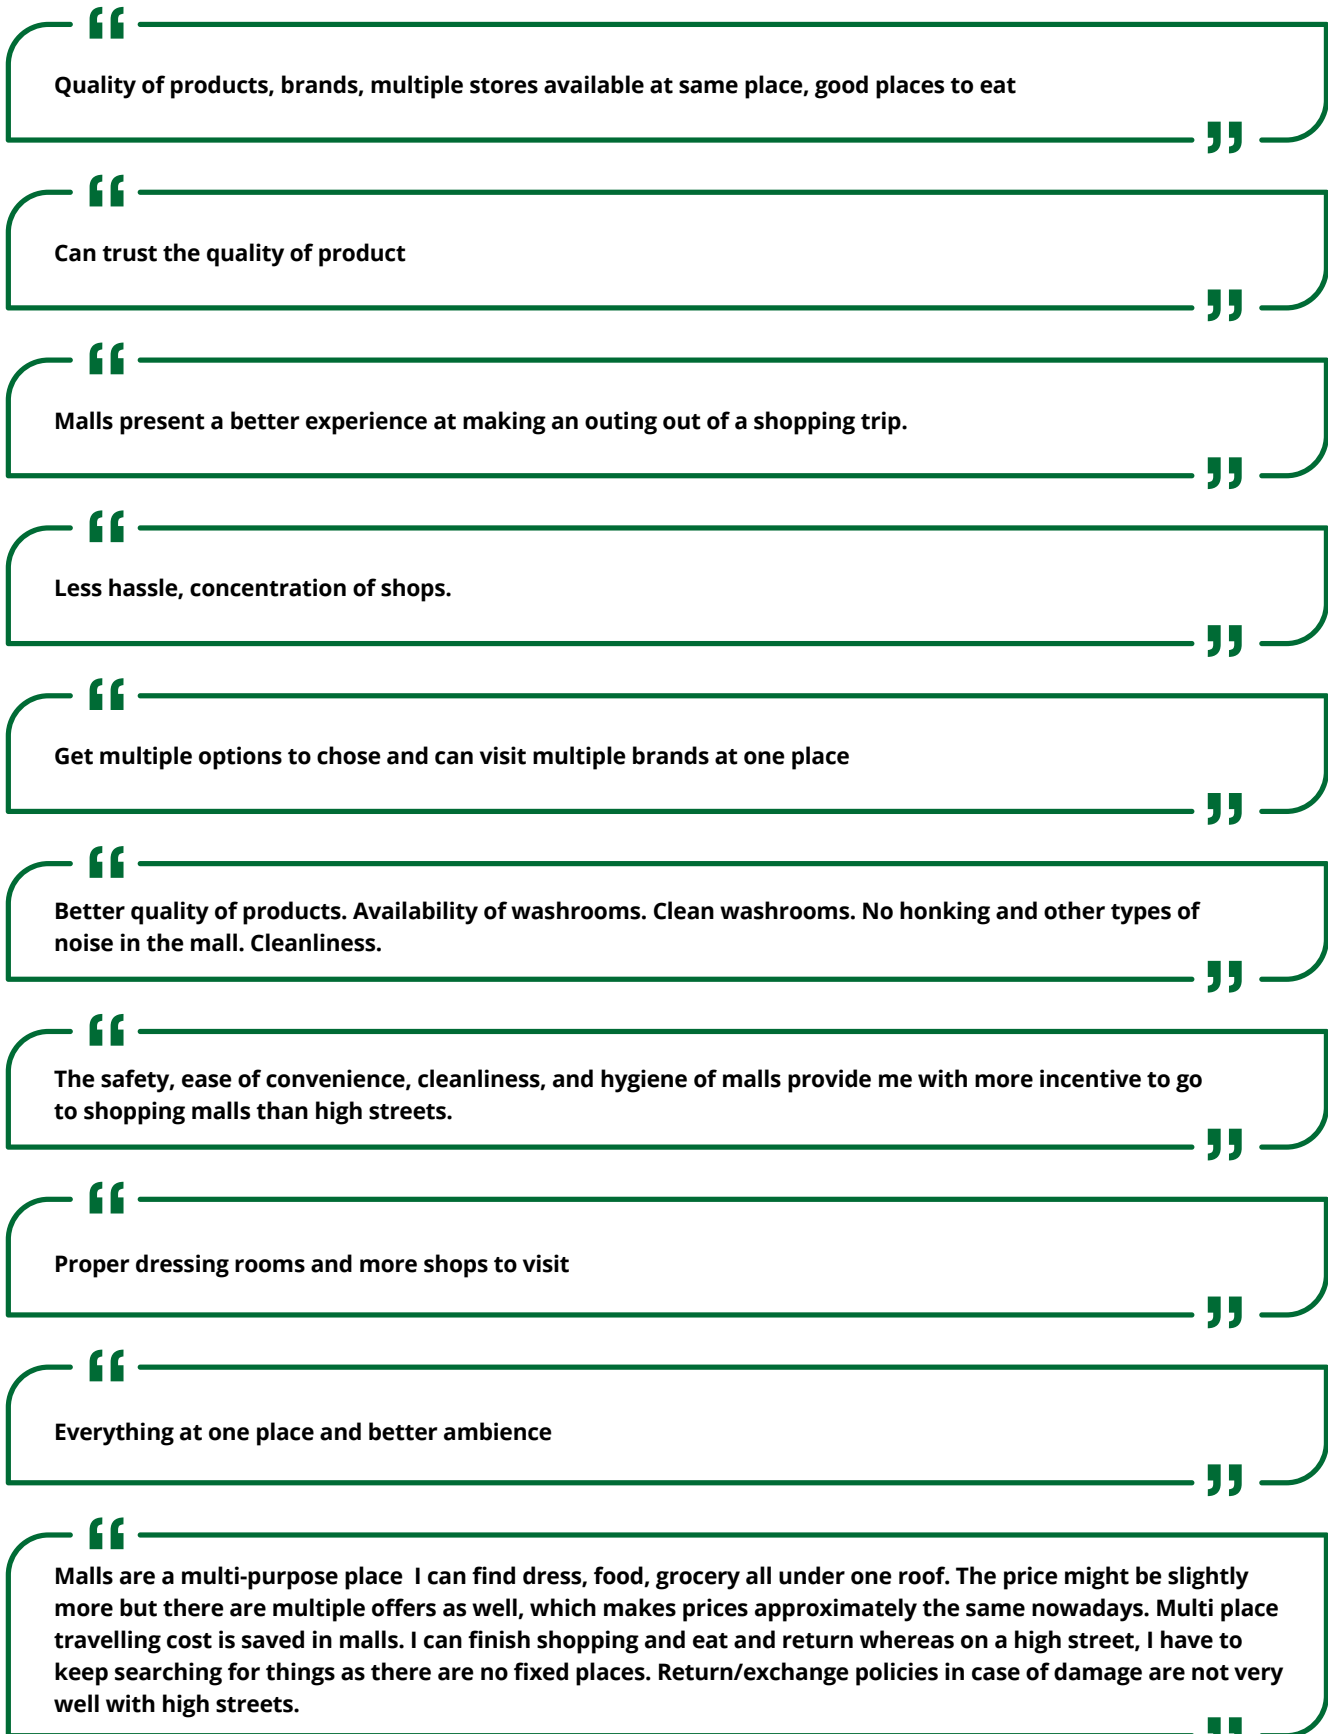 “
Quality of products, brands, multiple stores available at same place, good places to eat
”
“
Can trust the quality of product
”
“
Malls present a better experience at making an outing out of a shopping trip.
”
“
Less hassle, concentration of shops.
”
“
Get multiple options to chose and can visit multiple brands at one place
”
“
Better quality of products. Availability of washrooms. Clean washrooms. No honking and other types of
noise in the mall. Cleanliness.
”
“
The safety, ease of convenience, cleanliness, and hygiene of malls provide me with more incentive to go
to shopping malls than high streets.
”
“
Proper dressing rooms and more shops to visit
”
“
Everything at one place and better ambience
”
“
Malls are a multi-purpose place  I can find dress, food, grocery all under one roof. The price might be slightly
more but there are multiple offers as well, which makes prices approximately the same nowadays. Multi place
travelling cost is saved in malls. I can finish shopping and eat and return whereas on a high street, I have to
keep searching for things as there are no fixed places. Return/exchange policies in case of damage are not very
well with high streets.
”